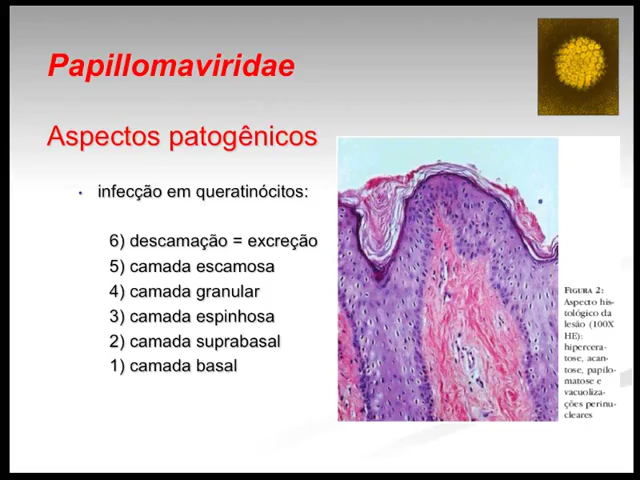 Papillomaviridae
Aspectos patogênicos
• infecção em queratinócitos:
6) descamação = excreção
5) camada escamosa
4) camada granular
3) camada espinhosa
2) camada suprabasal
1) camada basal
FIGURA 2:
Aspecto his-
tológico da
lesão (100X
HE):
hipercera-
tose, acan-
tose, papilo-
matose e
vacuoliza-
ções perinu-
cleares